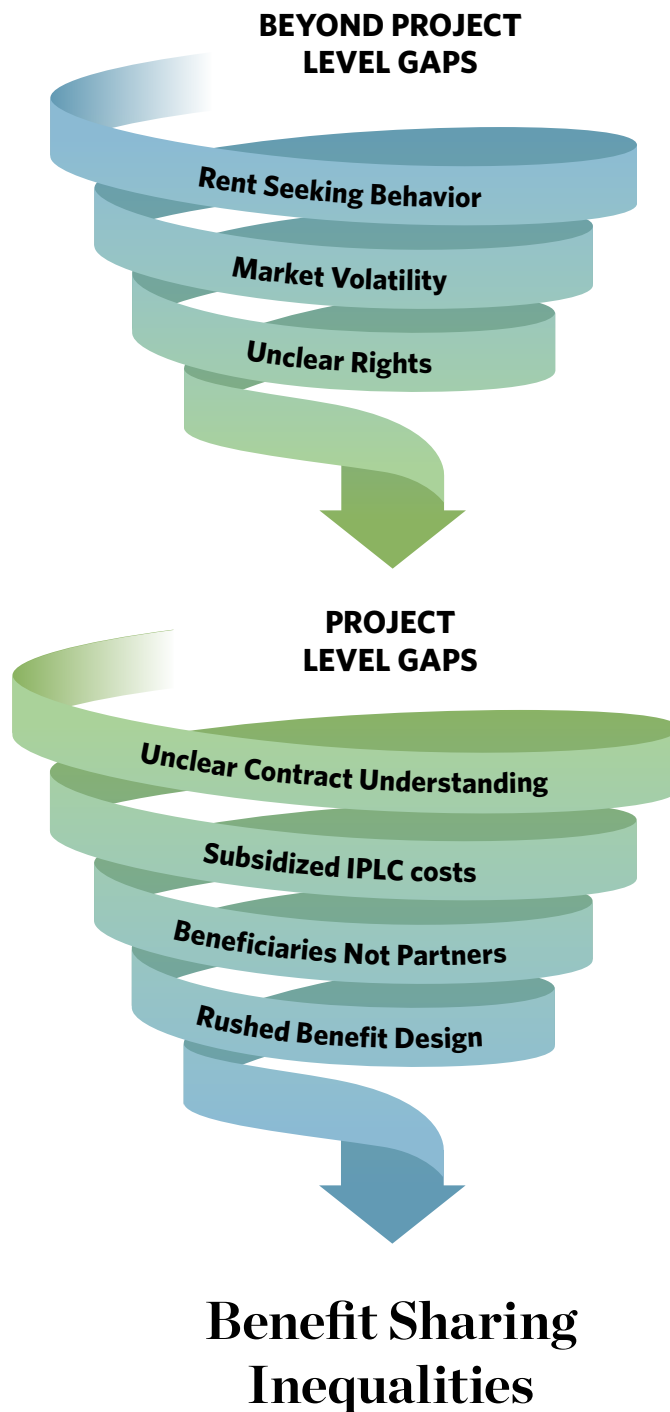 BEYOND PROJECT
LEVEL GAPS
Rent Seeking Behavior
Market Volatility
Unclear Rights
PROJECT
LEVEL GAPS
Unclear Contract Understanding
Subsidized IPLC costs
Beneficiaries Not Partners
Rushed Benefit Design
Benefit Sharing
Inequalities